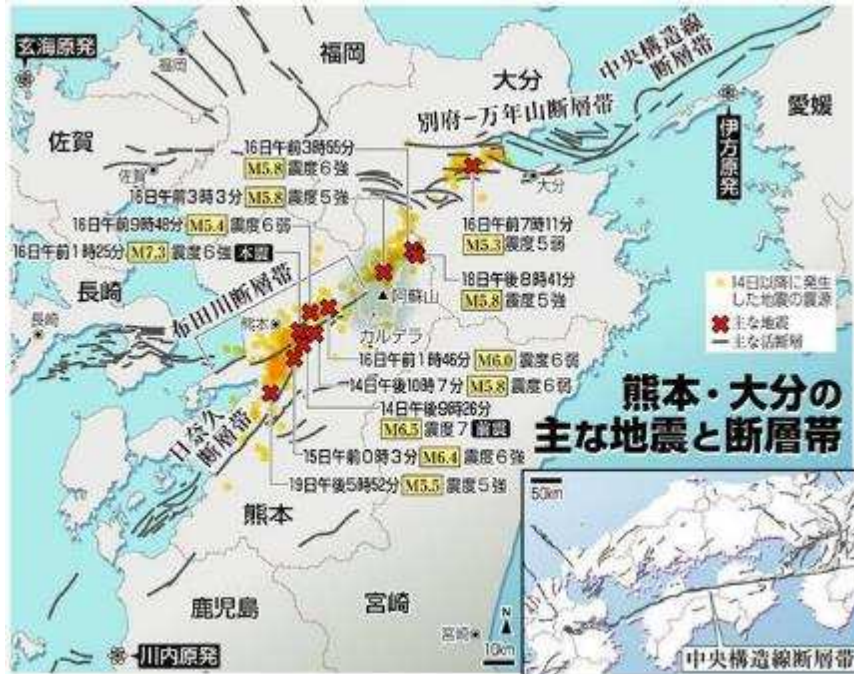 玄海原発
福岡
福岡
大分
中央構造線
断層帯
別府－万年山断層帯
愛媛
伊方原発
佐賀
佐賀
大分
16日午前3時55分
M5.8 震度6強
16日午前3時3分 M5.8 震度5強
16日午前9時48分 M5.4 震度6弱
16日午前1時25分 M7.3 震度6強 本震
16日午前7時11分
M5.3 震度5弱
16日午後8時41分
M5.8 震度5強
14日以降に発生
した地震の震源
主な地震
主な活断層
長崎
長崎
布田川断層帯
熊本
阿蘇山
カルデラ
16日午前1時46分 M6.0 震度6弱
14日午後10時7分 M5.8 震度6弱
14日午後9時26分
M6.5 震度7 前震
15日午前0時3分 M6.4 震度6強
19日午後5時52分 M5.5 震度5強
日奈久
断層帯
熊本・大分の
主な地震と断層帯
熊本
鹿児島
宮崎
宮崎
川内原発
N
10km
50km
中央構造線断層帯